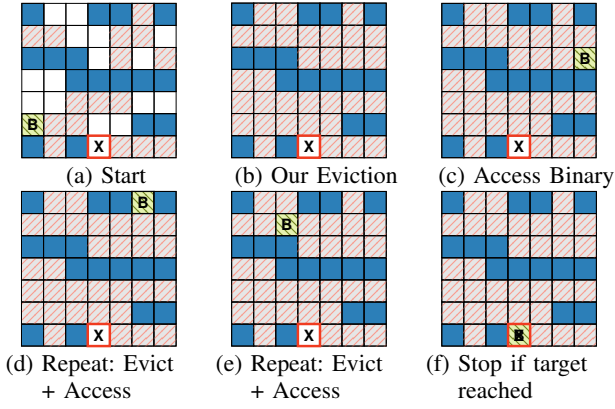 B
X
(a) Start
X
(b) Our Eviction
B
X
(c) Access Binary
B
X
(d) Repeat: Evict
+ Access
B
X
(e) Repeat: Evict
+ Access
(f) Stop if target
reached